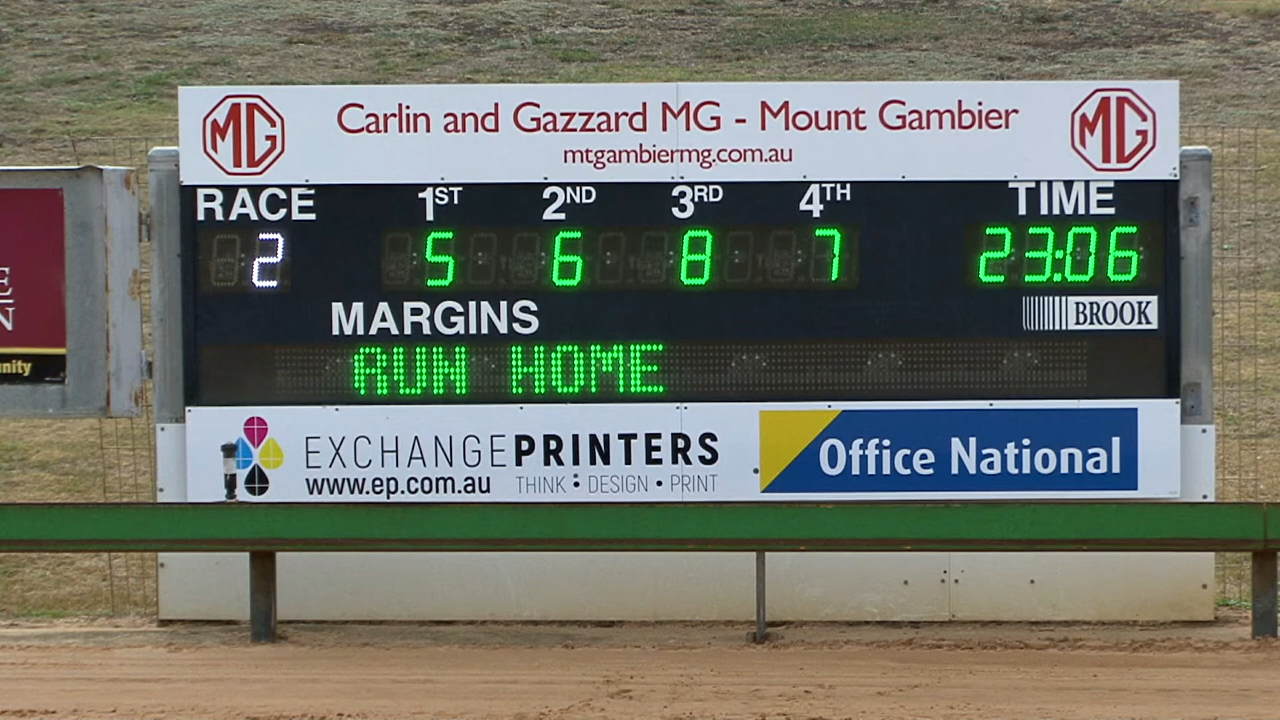 MG Carlin and Gazzard MG - Mount Gambier MG
mtgambiermg.com.au
RACE 1ST 2ND 3RD 4TH TIME
2 5 6 8 7 23:06
MARGINS
BROOK
RUN HOME
EXCHANGEPRINTERS
www.ep.com.au THINK : DESIGN • PRINT
Office National
E
N
nity